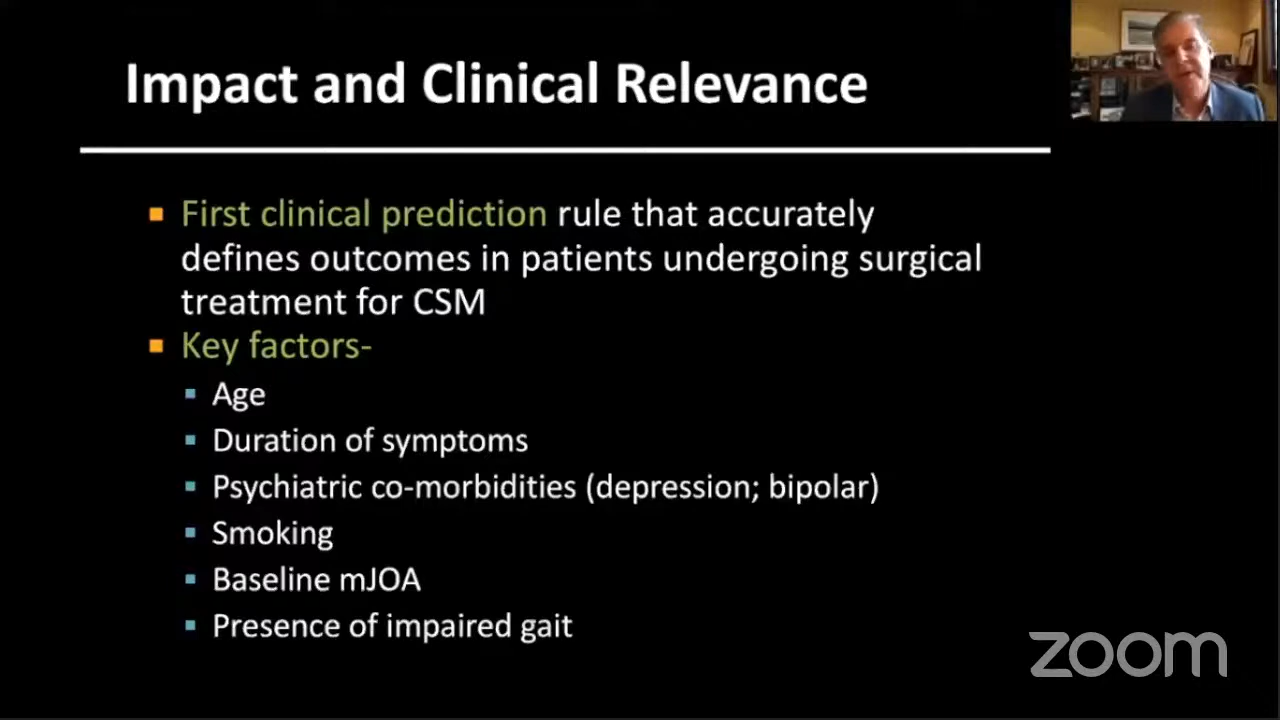 Impact and Clinical Relevance
First clinical prediction rule that accurately
defines outcomes in patients undergoing surgical
treatment for CSM
Key factors-
Age
Duration of symptoms
Psychiatric co-morbidities (depression; bipolar)
Smoking
Baseline mJOA
Presence of impaired gait
zoom